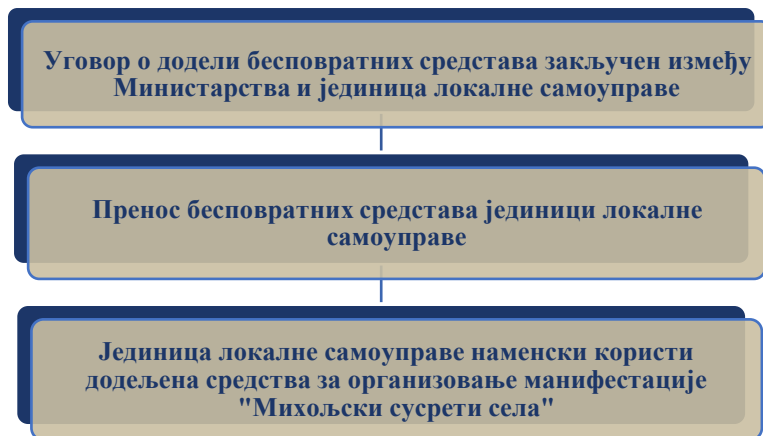 Уговор о додели бесповратних средстава закључен између
Министарства и јединица локалне самоуправе
Пренос бесповратних средстава јединици локалне
самоуправе
Јединица локалне самоуправе наменски користи
додељена средства за организовање манифестације
"Михољски сусрети села"